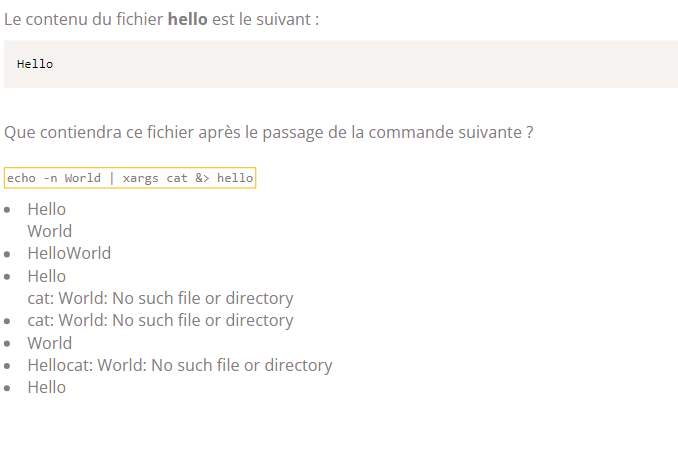 Le contenu du fichier hello est le suivant :
Hello
Que contiendra ce fichier après le passage de la commande suivante ?
echo -n World | xargs cat &> hello
Hello
World
HelloWorld
Hello
cat: World: No such file or directory
cat: World: No such file or directory
World
Hellocat: World: No such file or directory
Hello